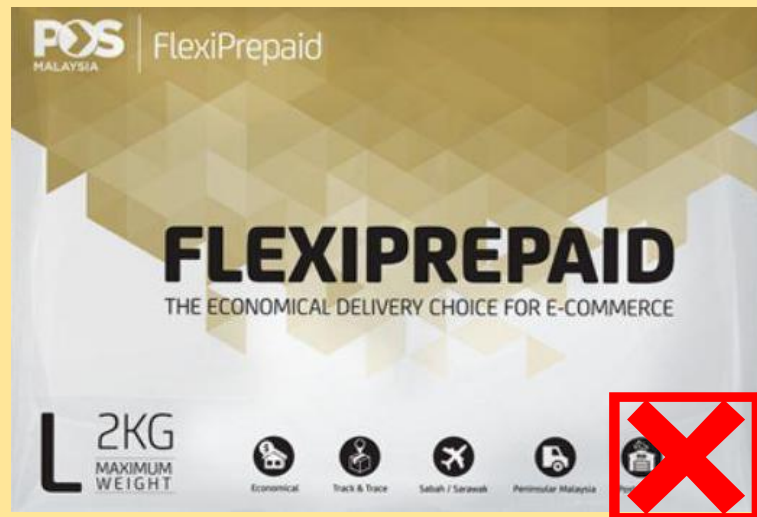 POS
MALAYSIA
FlexiPrepaid
FLEXIPREPAID
THE ECONOMICAL DELIVERY CHOICE FOR E-COMMERCE
L
2KG
MAXIMUM
WEIGHT
Economical
Track & Trace
Sabah / Sarawak
Peninsular Malaysia